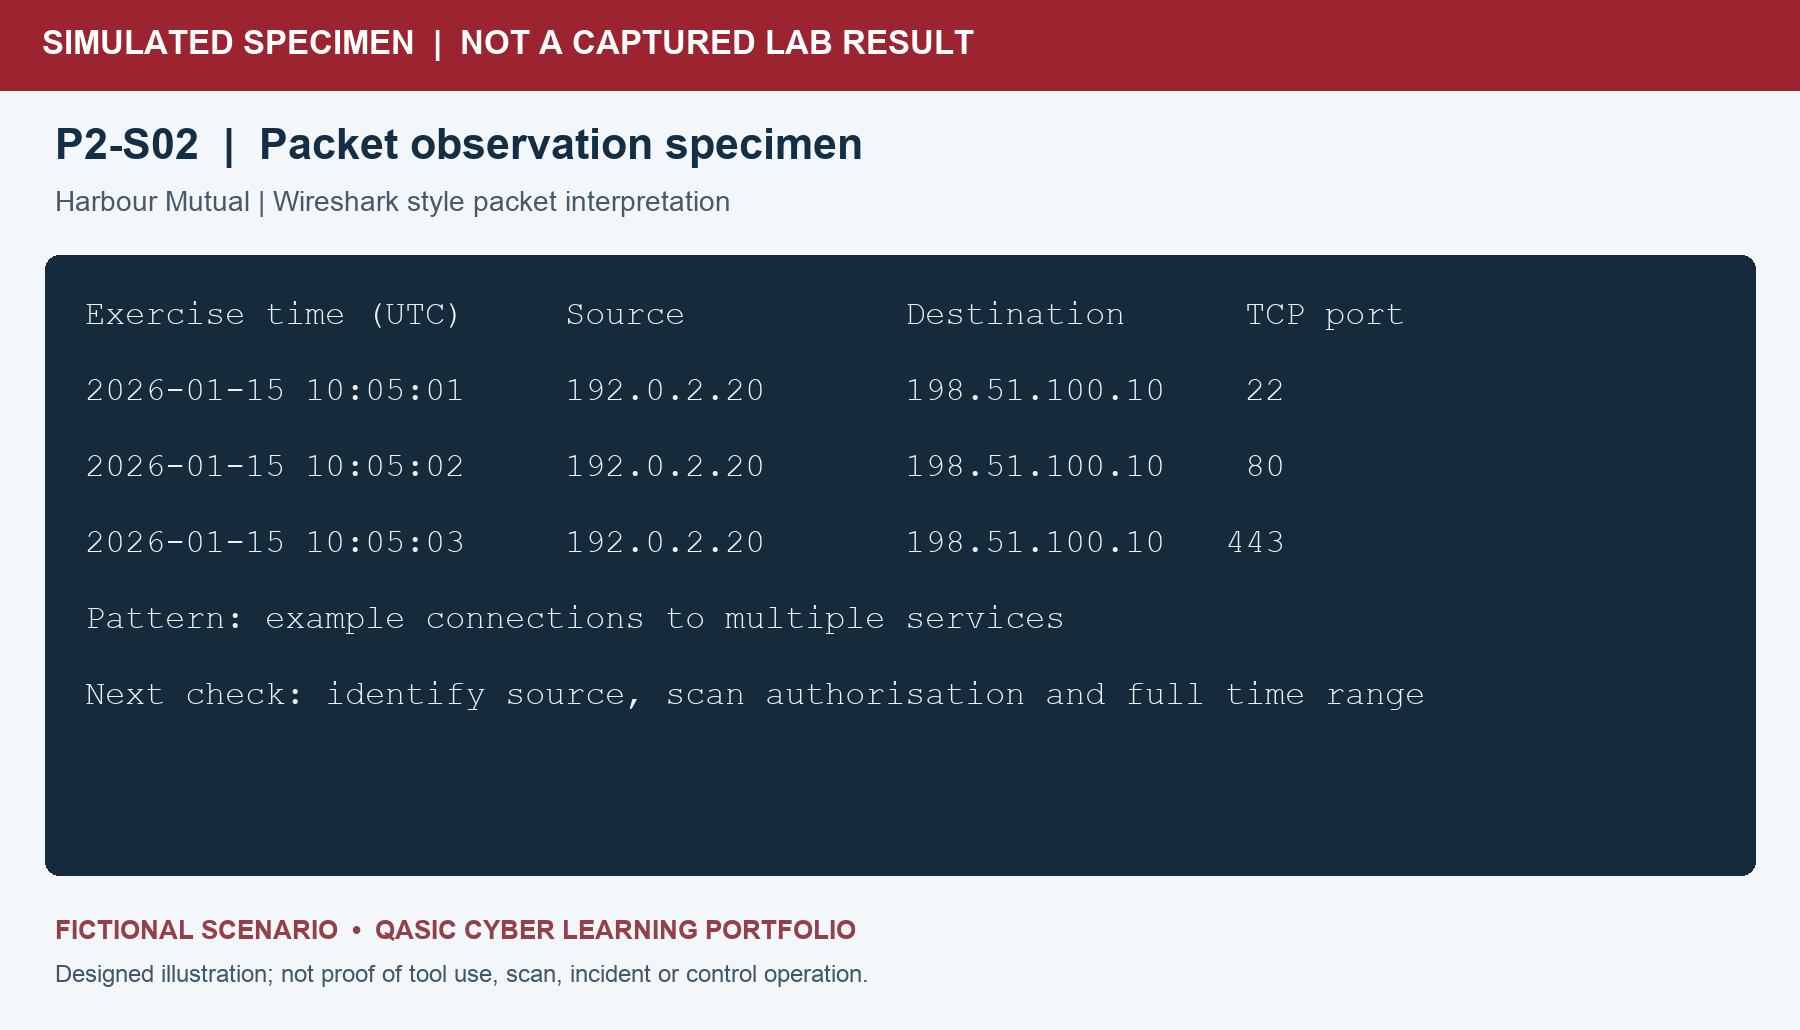 SIMULATED SPECIMEN | NOT A CAPTURED LAB RESULT
P2-S02 | Packet observation specimen
Harbour Mutual | Wireshark style packet interpretation
Exercise time (UTC) Source Destination TCP port
2026-01-15 10:05:01 192.0.2.20 198.51.100.10 22
2026-01-15 10:05:02 192.0.2.20 198.51.100.10 80
2026-01-15 10:05:03 192.0.2.20 198.51.100.10 443
Pattern: example connections to multiple services
Next check: identify source, scan authorisation and full time range
FICTIONAL SCENARIO • QASIC CYBER LEARNING PORTFOLIO
Designed illustration; not proof of tool use, scan, incident or control operation.